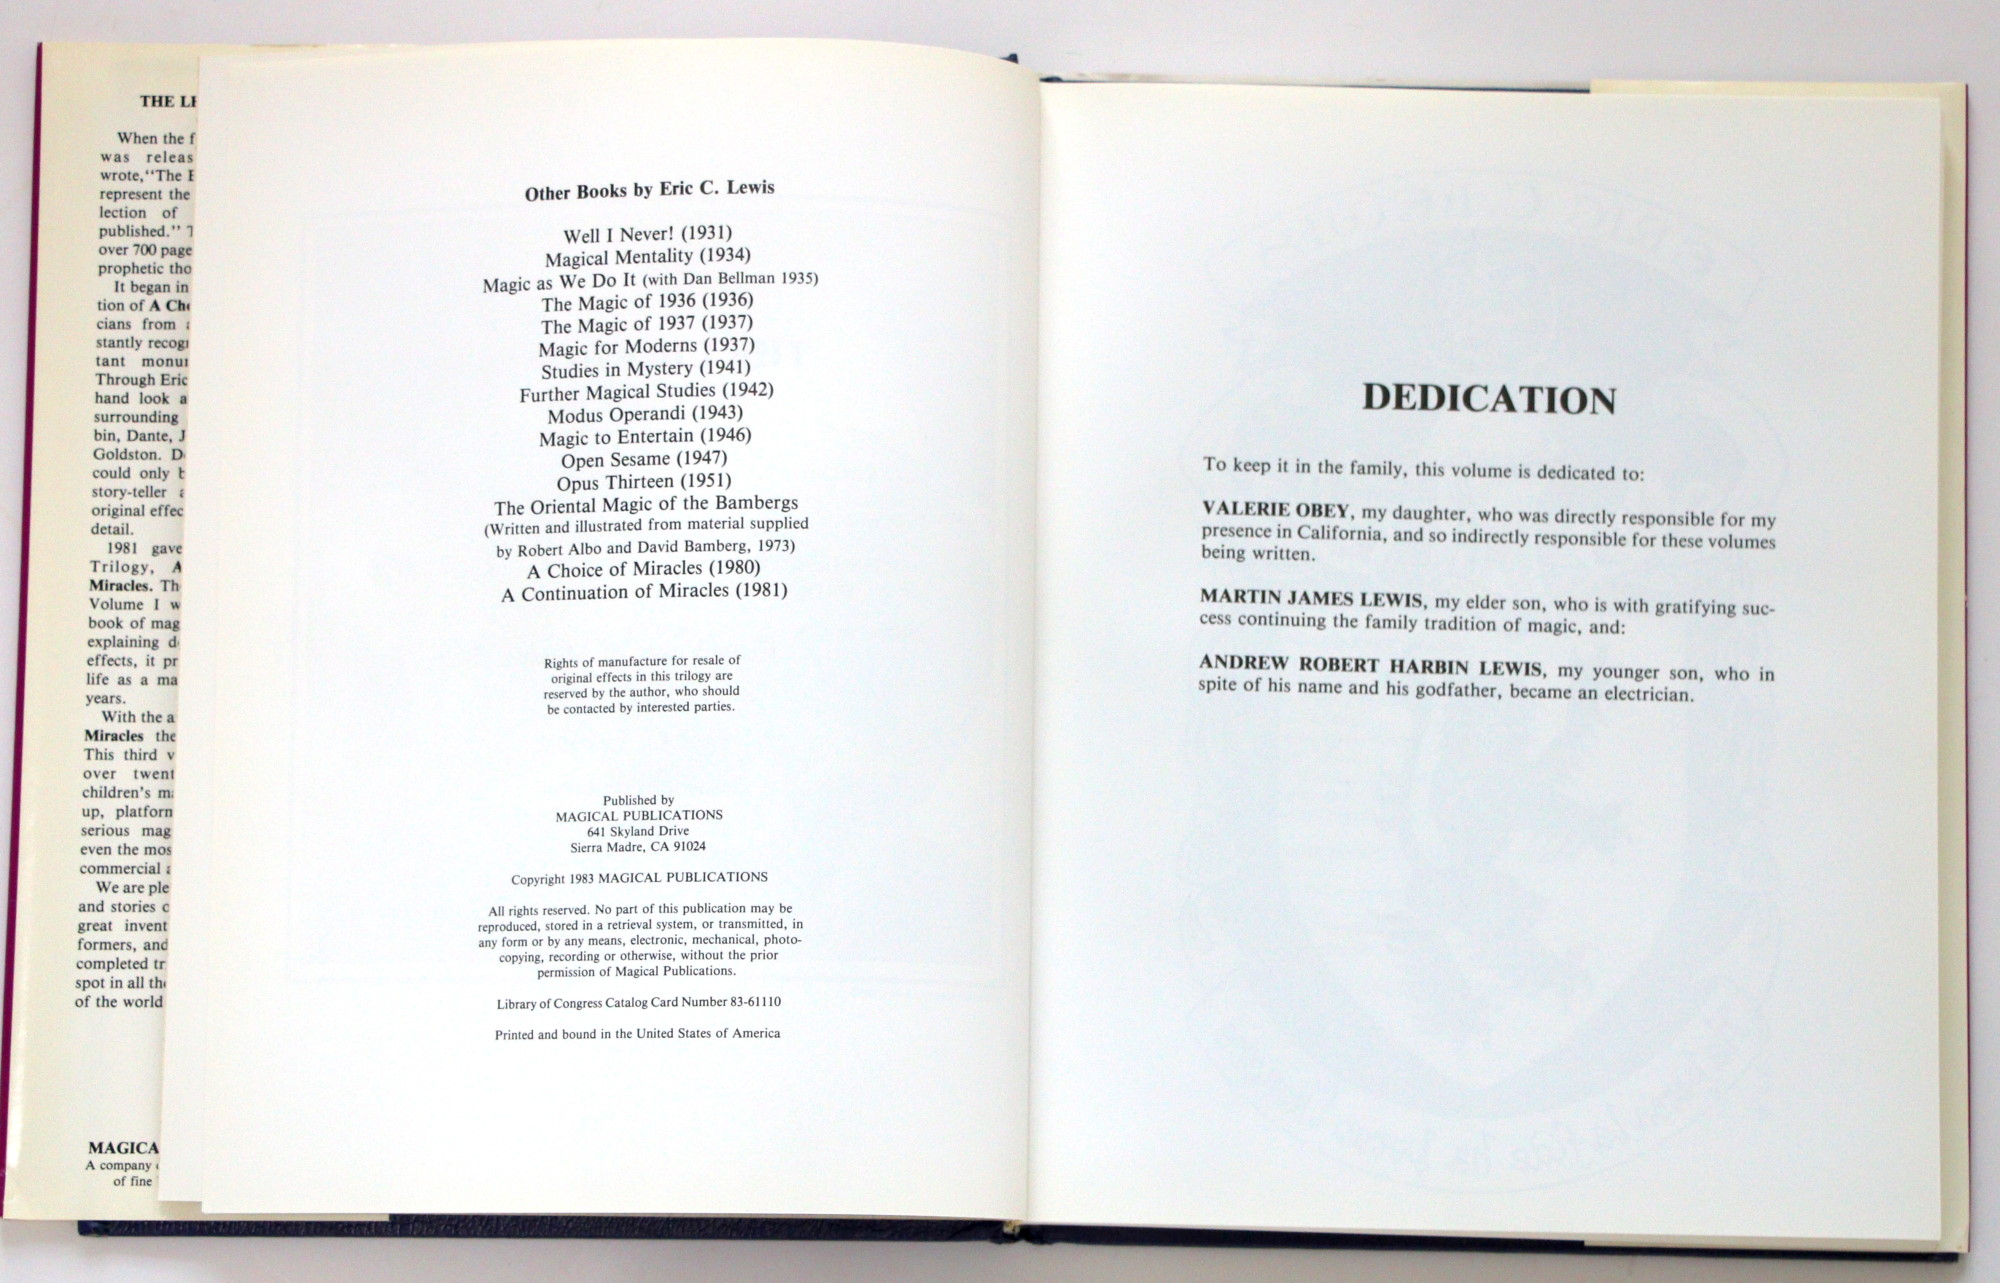 THE
When the
was releas
wrote,"The
represent the
lection of
published."
over 700 page
prophetic tho
It began in
tion of A
cians from
stantly recog
tant monu
Through Eric
hand look a
surrounding
bin, Dante, J
Goldston. D
could only
story-teller
original effec
detail.
1981 gave
Trilogy, A
Miracles. Th
Volume I w
book of mag
explaining d
effects, it pr
life as a ma
years.
With the a
Miracles the
This third v
over twent
children's m
up, platforn
serious mag
even the mos
commercial
We are ple
and stories c
great invent
formers, and
completed tr
spot in all th
of the world
MAGICA
A company
of fine
Other Books by Eric C. Lewis
Well I Never! (1931)
Magical Mentality (1934)
Magic as We Do It (with Dan Bellman 1935)
The Magic of 1936 (1936)
The Magic of 1937 (1937)
Magic for Moderns (1937)
Studies in Mystery (1941)
Further Magical Studies (1942)
Modus Operandi (1943)
Magic to Entertain (1946)
Open Sesame (1947)
Opus Thirteen (1951)
The Oriental Magic of the Bambergs
(Written and illustrated from material supplied
by Robert Albo and David Bamberg, 1973)
A Choice of Miracles (1980)
A Continuation of Miracles (1981)
Rights of manufacture for resale of
original effects in this trilogy are
reserved by the author, who should
be contacted by interested parties.
Published by
MAGICAL PUBLICATIONS
641 Skyland Drive
Sierra Madre, CA 91024
Copyright 1983 MAGICAL PUBLICATIONS
All rights reserved. No part of this publication may be
reproduced, stored in a retrieval system, or transmitted, in
any form or by any means, electronic, mechanical, photo-
copying, recording or otherwise, without the prior
permission of Magical Publications.
Library of Congress Catalog Card Number 83-61110
Printed and bound in the United States of America
DEDICATION
To keep it in the family, this volume is dedicated to:
VALERIE OBEY, my daughter, who was directly responsible for my
presence in California, and so indirectly responsible for these volumes
being written.
MARTIN JAMES LEWIS, my elder son, who is with gratifying suc-
cess continuing the family tradition of magic, and:
ANDREW ROBERT HARBIN LEWIS, my younger son, who in
spite of his name and his godfather, became an electrician.